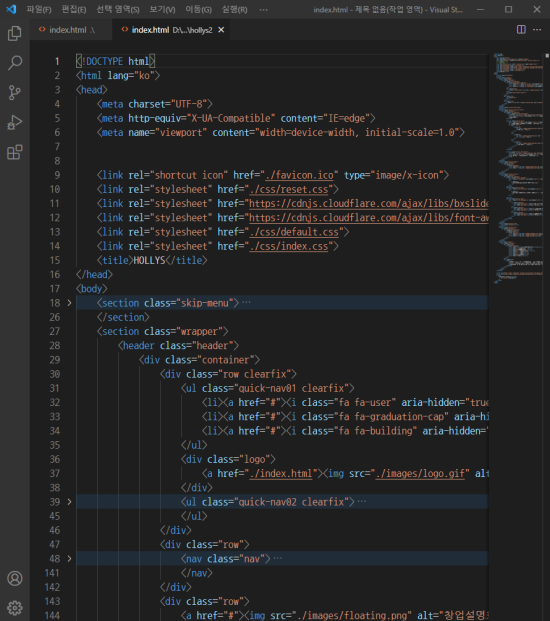 파일(F) 편집(E) 선택 영역(S) 보기(V) 이동(G) 실행(R) ··· index.html - 제목 없음(작업 영역) - Visual St...
index.html .\ index.html D:\...\hollys2
1 <!DOCTYPE html>
2 <html lang="ko">
3 <head>
4 <meta charset="UTF-8">
5 <meta http-equiv="X-UA-Compatible" content="IE=edge">
6 <meta name="viewport" content="width=device-width, initial-scale=1.0">
7
8
9 <link rel="shortcut icon" href="./favicon.ico" type="image/x-icon">
10 <link rel="stylesheet" href="./css/reset.css">
11 <link rel="stylesheet" href="https://cdnjs.cloudflare.com/ajax/libs/bxslide
12 <link rel="stylesheet" href="https://cdnjs.cloudflare.com/ajax/libs/font-aw
13 <link rel="stylesheet" href="./css/default.css">
14 <link rel="stylesheet" href="./css/index.css">
15 <title>HOLLYS</title>
16 </head>
17 <body>
18 <section class="skip-menu">···
26 </section>
27 <section class="wrapper">
28 <header class="header">
29 <div class="container">
30 <div class="row clearfix">
31 <ul class="quick-nav01 clearfix">
32 <li><a href="#"><i class="fa fa-user" aria-hidden="true
33 <li><a href="#"><i class="fa fa-graduation-cap" aria-hi
34 <li><a href="#"><i class="fa fa-building" aria-hidden="
35 </ul>
36 <div class="logo">
37 <a href="./index.html"><img src="./images/logo.gif" alt
38 </div>
39 <ul class="quick-nav02 clearfix">···
45 </ul>
46 </div>
47 <div class="row">
48 <nav class="nav">···
141 </nav>
142 </div>
143 <div class="row">
144 <a href="#"><img src="./images/floating.png" alt="창업설명회